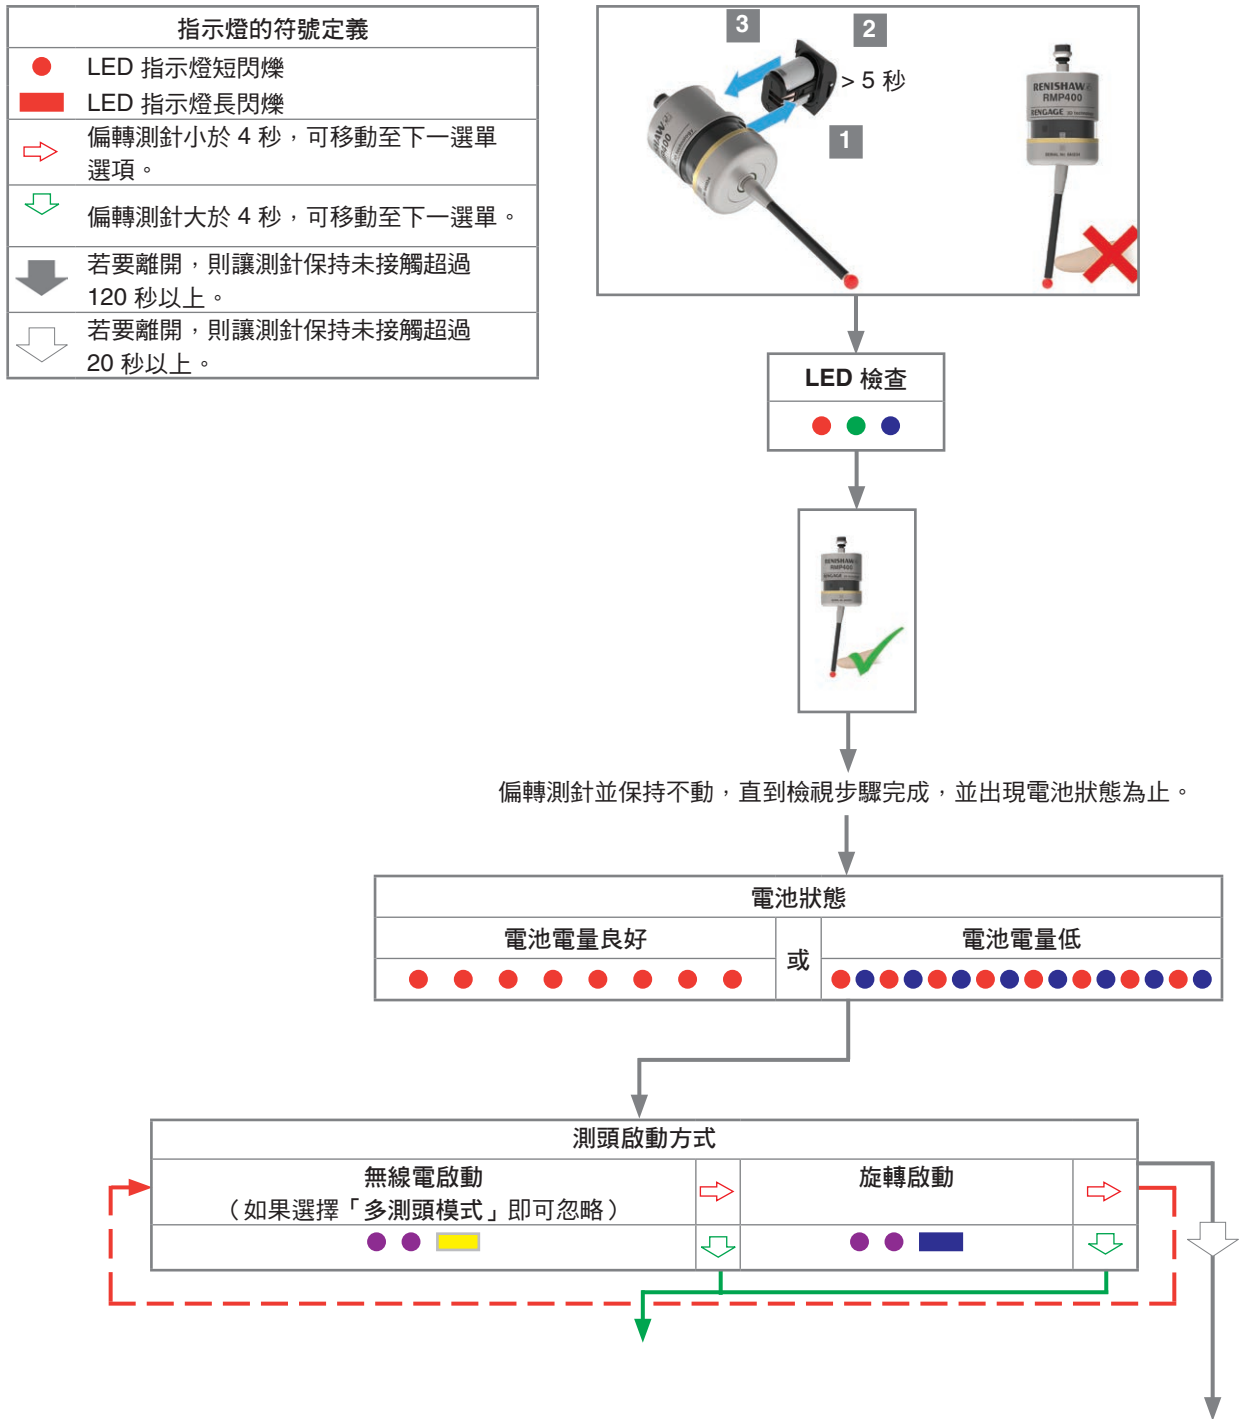 指示燈的符號定義
LED 指示燈短閃爍
LED 指示燈長閃爍
偏轉測針小於 4 秒，可移動至下一選單
選項。
偏轉測針大於 4 秒，可移動至下一選單。
若要離開，則讓測針保持未接觸超過
120 秒以上。
若要離開，則讓測針保持未接觸超過
20 秒以上。
3
2
> 5 秒
1
RENISHAW
RMP400
RENGAGE
LED 檢查
RENISHAW
RMP400
RENGAGE
偏轉測針並保持不動，直到檢視步驟完成，並出現電池狀態為止。
電池狀態
電池電量良好
或
電池電量低
測頭啟動方式
無線電啟動
（如果選擇「多測頭模式」即可忽略）
旋轉啟動